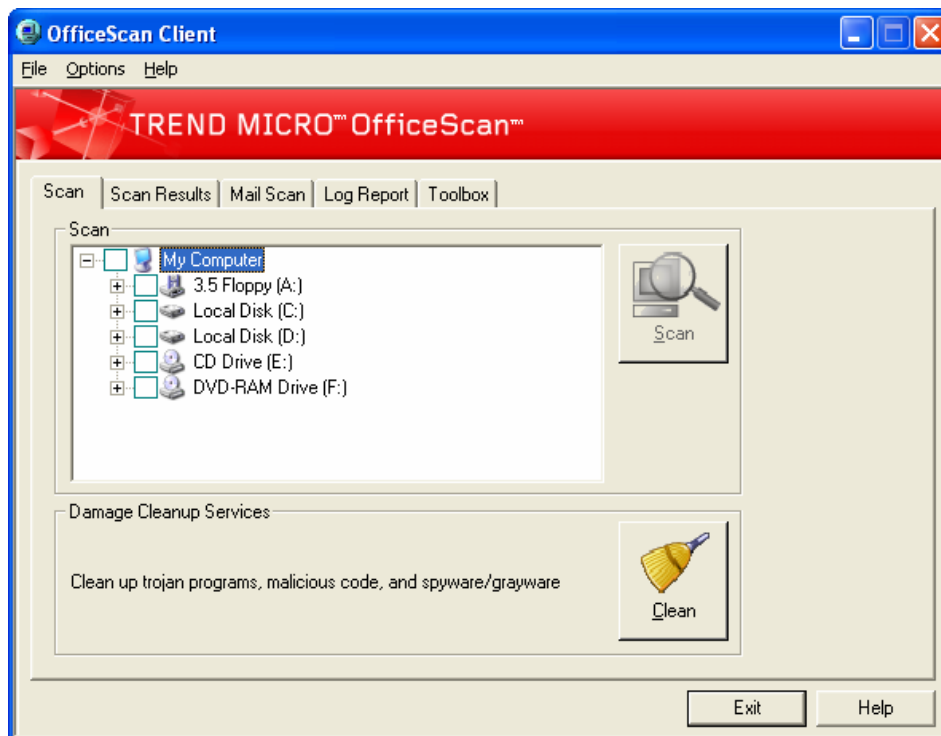 OfficeScan Client
File Options Help
TREND MICRO™ OfficeScan™
Scan Scan Results Mail Scan Log Report Toolbox
Scan
My Computer
3.5 Floppy (A:)
Local Disk (C:)
Local Disk (D:)
CD Drive (E:)
DVD-RAM Drive (F:)
Scan
Damage Cleanup Services
Clean up trojan programs, malicious code, and spyware/grayware
Clean
Exit Help